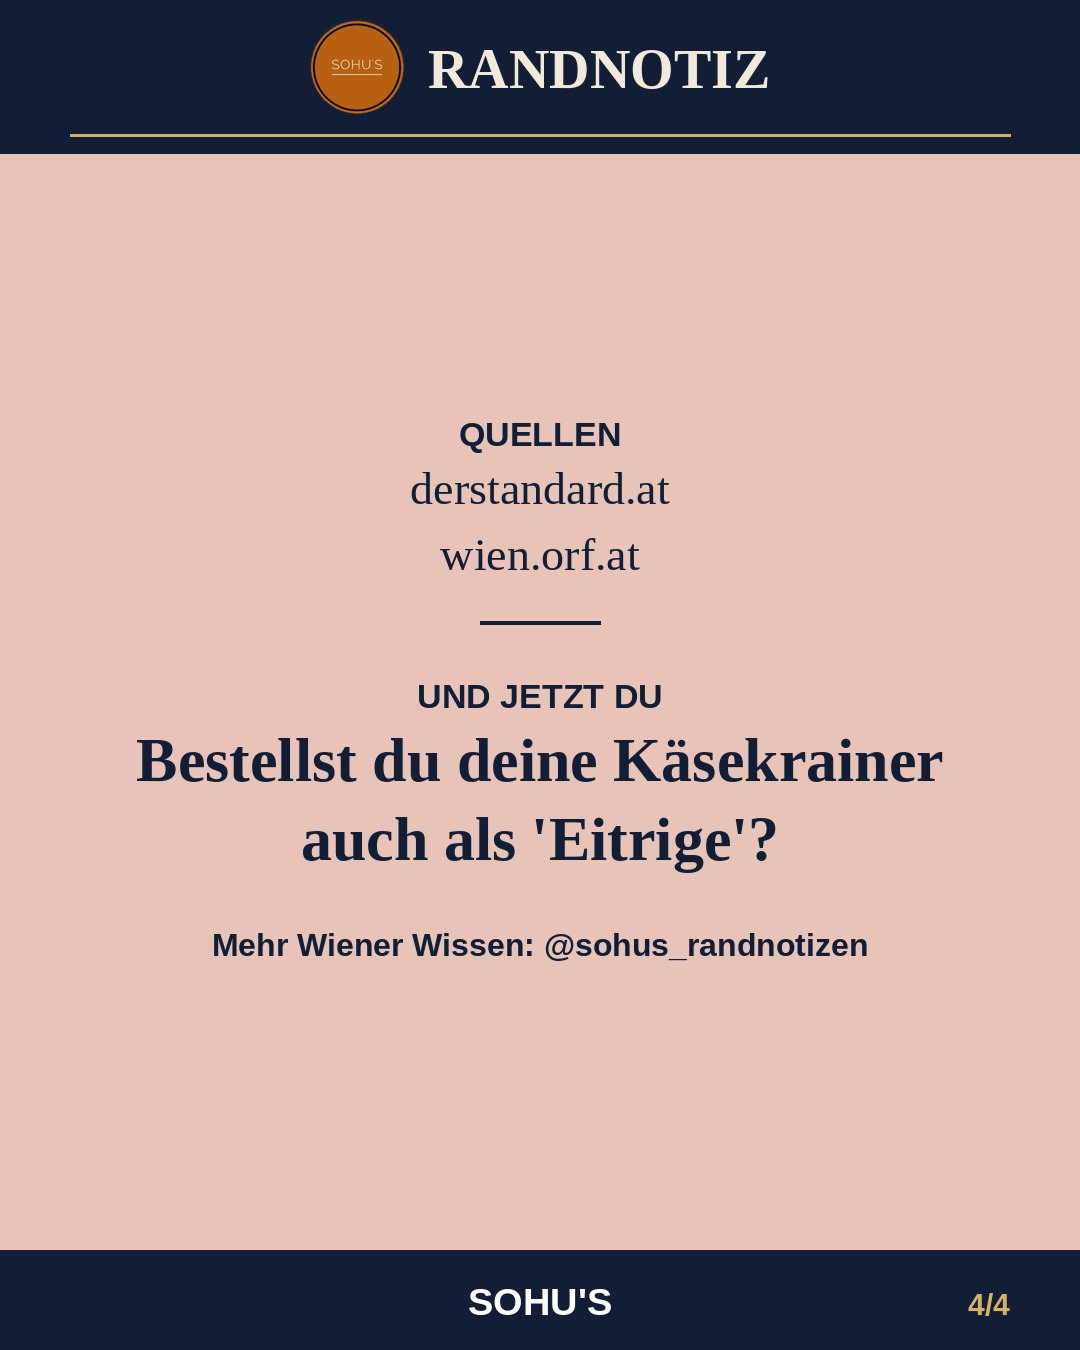 SOHU'S
RANDNOTIZ
QUELLEN
derstandard.at
wien.orf.at
UND JETZT DU
Bestellst du deine Käsekrainer
auch als 'Eitrige'?
Mehr Wiener Wissen: @sohus_randnotizen
SOHU'S
4/4